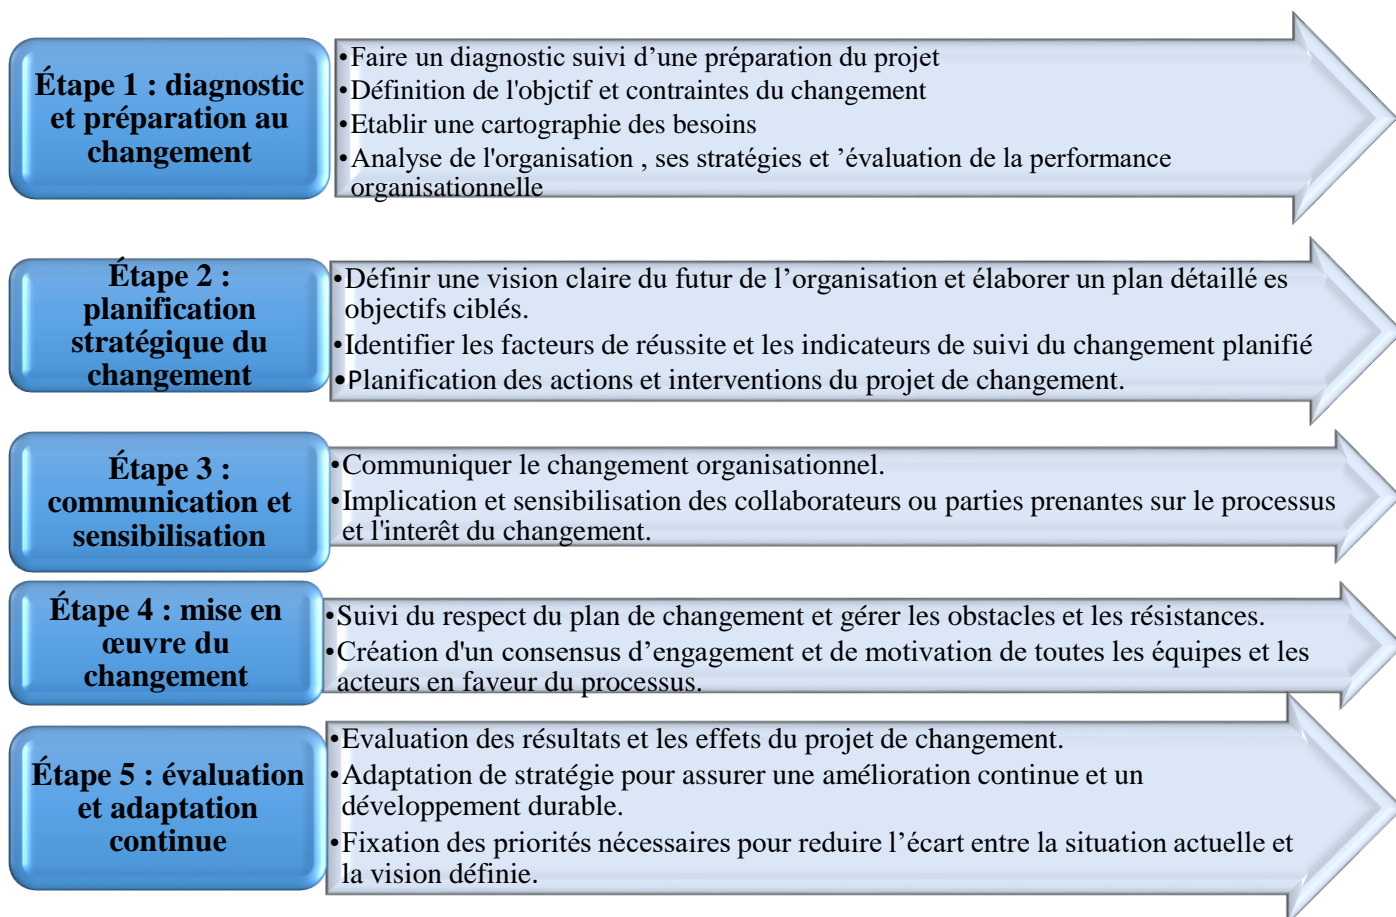 Étape 1 : diagnostic
et préparation au
changement
•Faire un diagnostic suivi d’une préparation du projet
•Définition de l'objctif et contraintes du changement
•Etablir une cartographie des besoins
•Analyse de l'organisation , ses stratégies et ’évaluation de la performance
organisationnelle
Étape 2 :
planification
stratégique du
changement
•Définir une vision claire du futur de l’organisation et élaborer un plan détaillé es
objectifs ciblés.
•Identifier les facteurs de réussite et les indicateurs de suivi du changement planifié
•Planification des actions et interventions du projet de changement.
Étape 3 :
communication et
sensibilisation
•Communiquer le changement organisationnel.
•Implication et sensibilisation des collaborateurs ou parties prenantes sur le processus
et l'interêt du changement.
Étape 4 : mise en
œuvre du
changement
•Suivi du respect du plan de changement et gérer les obstacles et les résistances.
•Création d'un consensus d’engagement et de motivation de toutes les équipes et les
acteurs en faveur du processus.
Étape 5 : évaluation
et adaptation
continue
•Evaluation des résultats et les effets du projet de changement.
•Adaptation de stratégie pour assurer une amélioration continue et un
développement durable.
•Fixation des priorités nécessaires pour reduire l’écart entre la situation actuelle et
la vision définie.